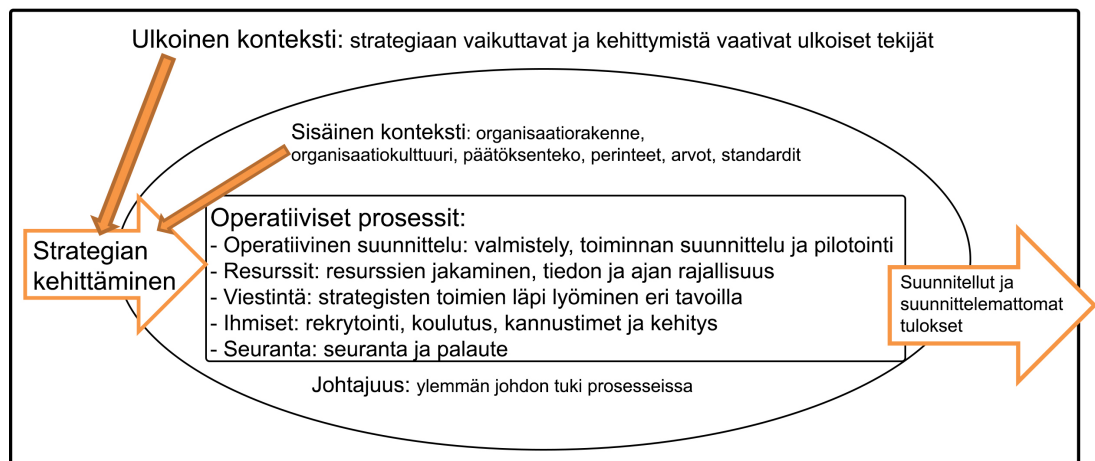 Ulkoinen konteksti: strategiaan vaikuttavat ja kehittymistä vaativat ulkoiset tekijät
Sisäinen konteksti: organisaatiorakenne,
organisaatiokulttuuri, päätöksenteko, perinteet, arvot, standardit
Strategian
kehittäminen
Operatiiviset prosessit:
- Operatiivinen suunnittelu: valmistely, toiminnan suunnittelu ja pilotointi
- Resurssit: resurssien jakaminen, tiedon ja ajan rajallisuus
- Viestintä: strategisten toimien läpi lyöminen eri tavoilla
- Ihmiset: rekrytointi, koulutus, kannustimet ja kehitys
- Seuranta: seuranta ja palaute
Suunnitellut ja
suunnittelemattomat
tulokset
Johtajuus: ylemmän johdon tuki prosesseissa